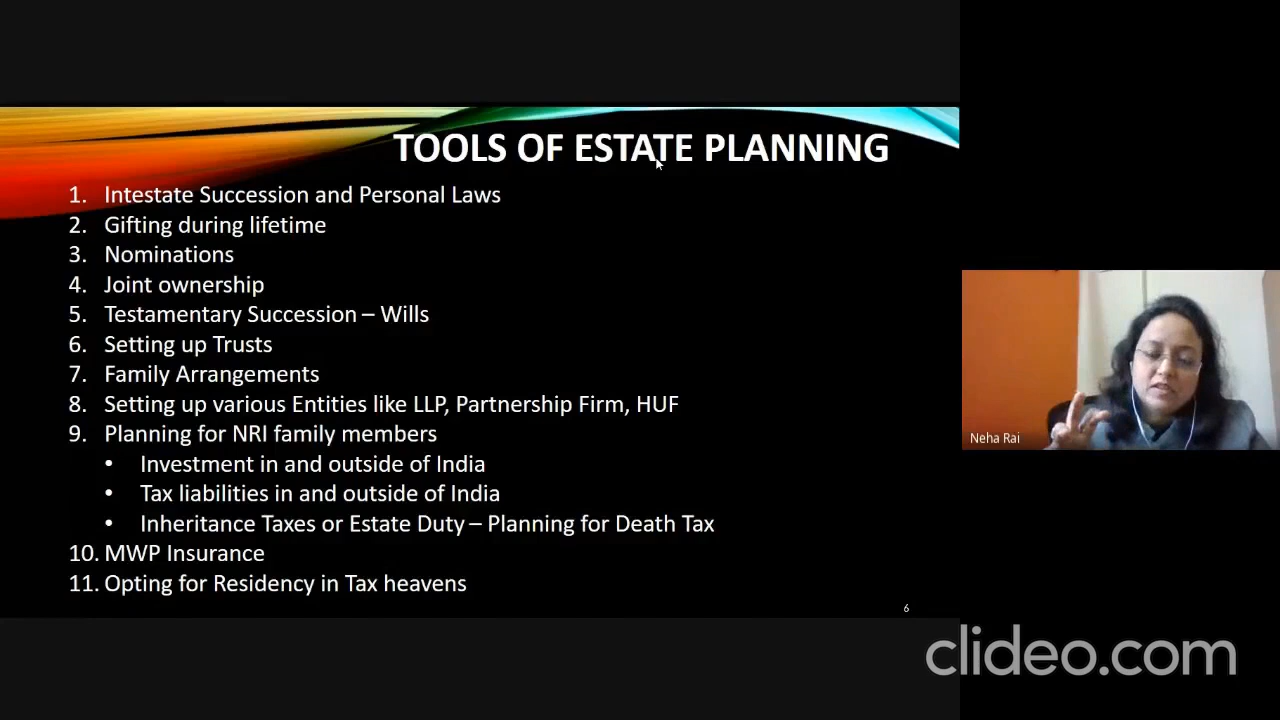 TOOLS OF ESTATE PLANNING
1. Intestate Succession and Personal Laws
2. Gifting during lifetime
3. Nominations
4. Joint ownership
5. Testamentary Succession – Wills
6. Setting up Trusts
7. Family Arrangements
8. Setting up various Entities like LLP, Partnership Firm, HUF
9. Planning for NRI family members
• Investment in and outside of India
• Tax liabilities in and outside of India
• Inheritance Taxes or Estate Duty – Planning for Death Tax
10. MWP Insurance
11. Opting for Residency in Tax heavens
6
Neha Rai
clideo.com